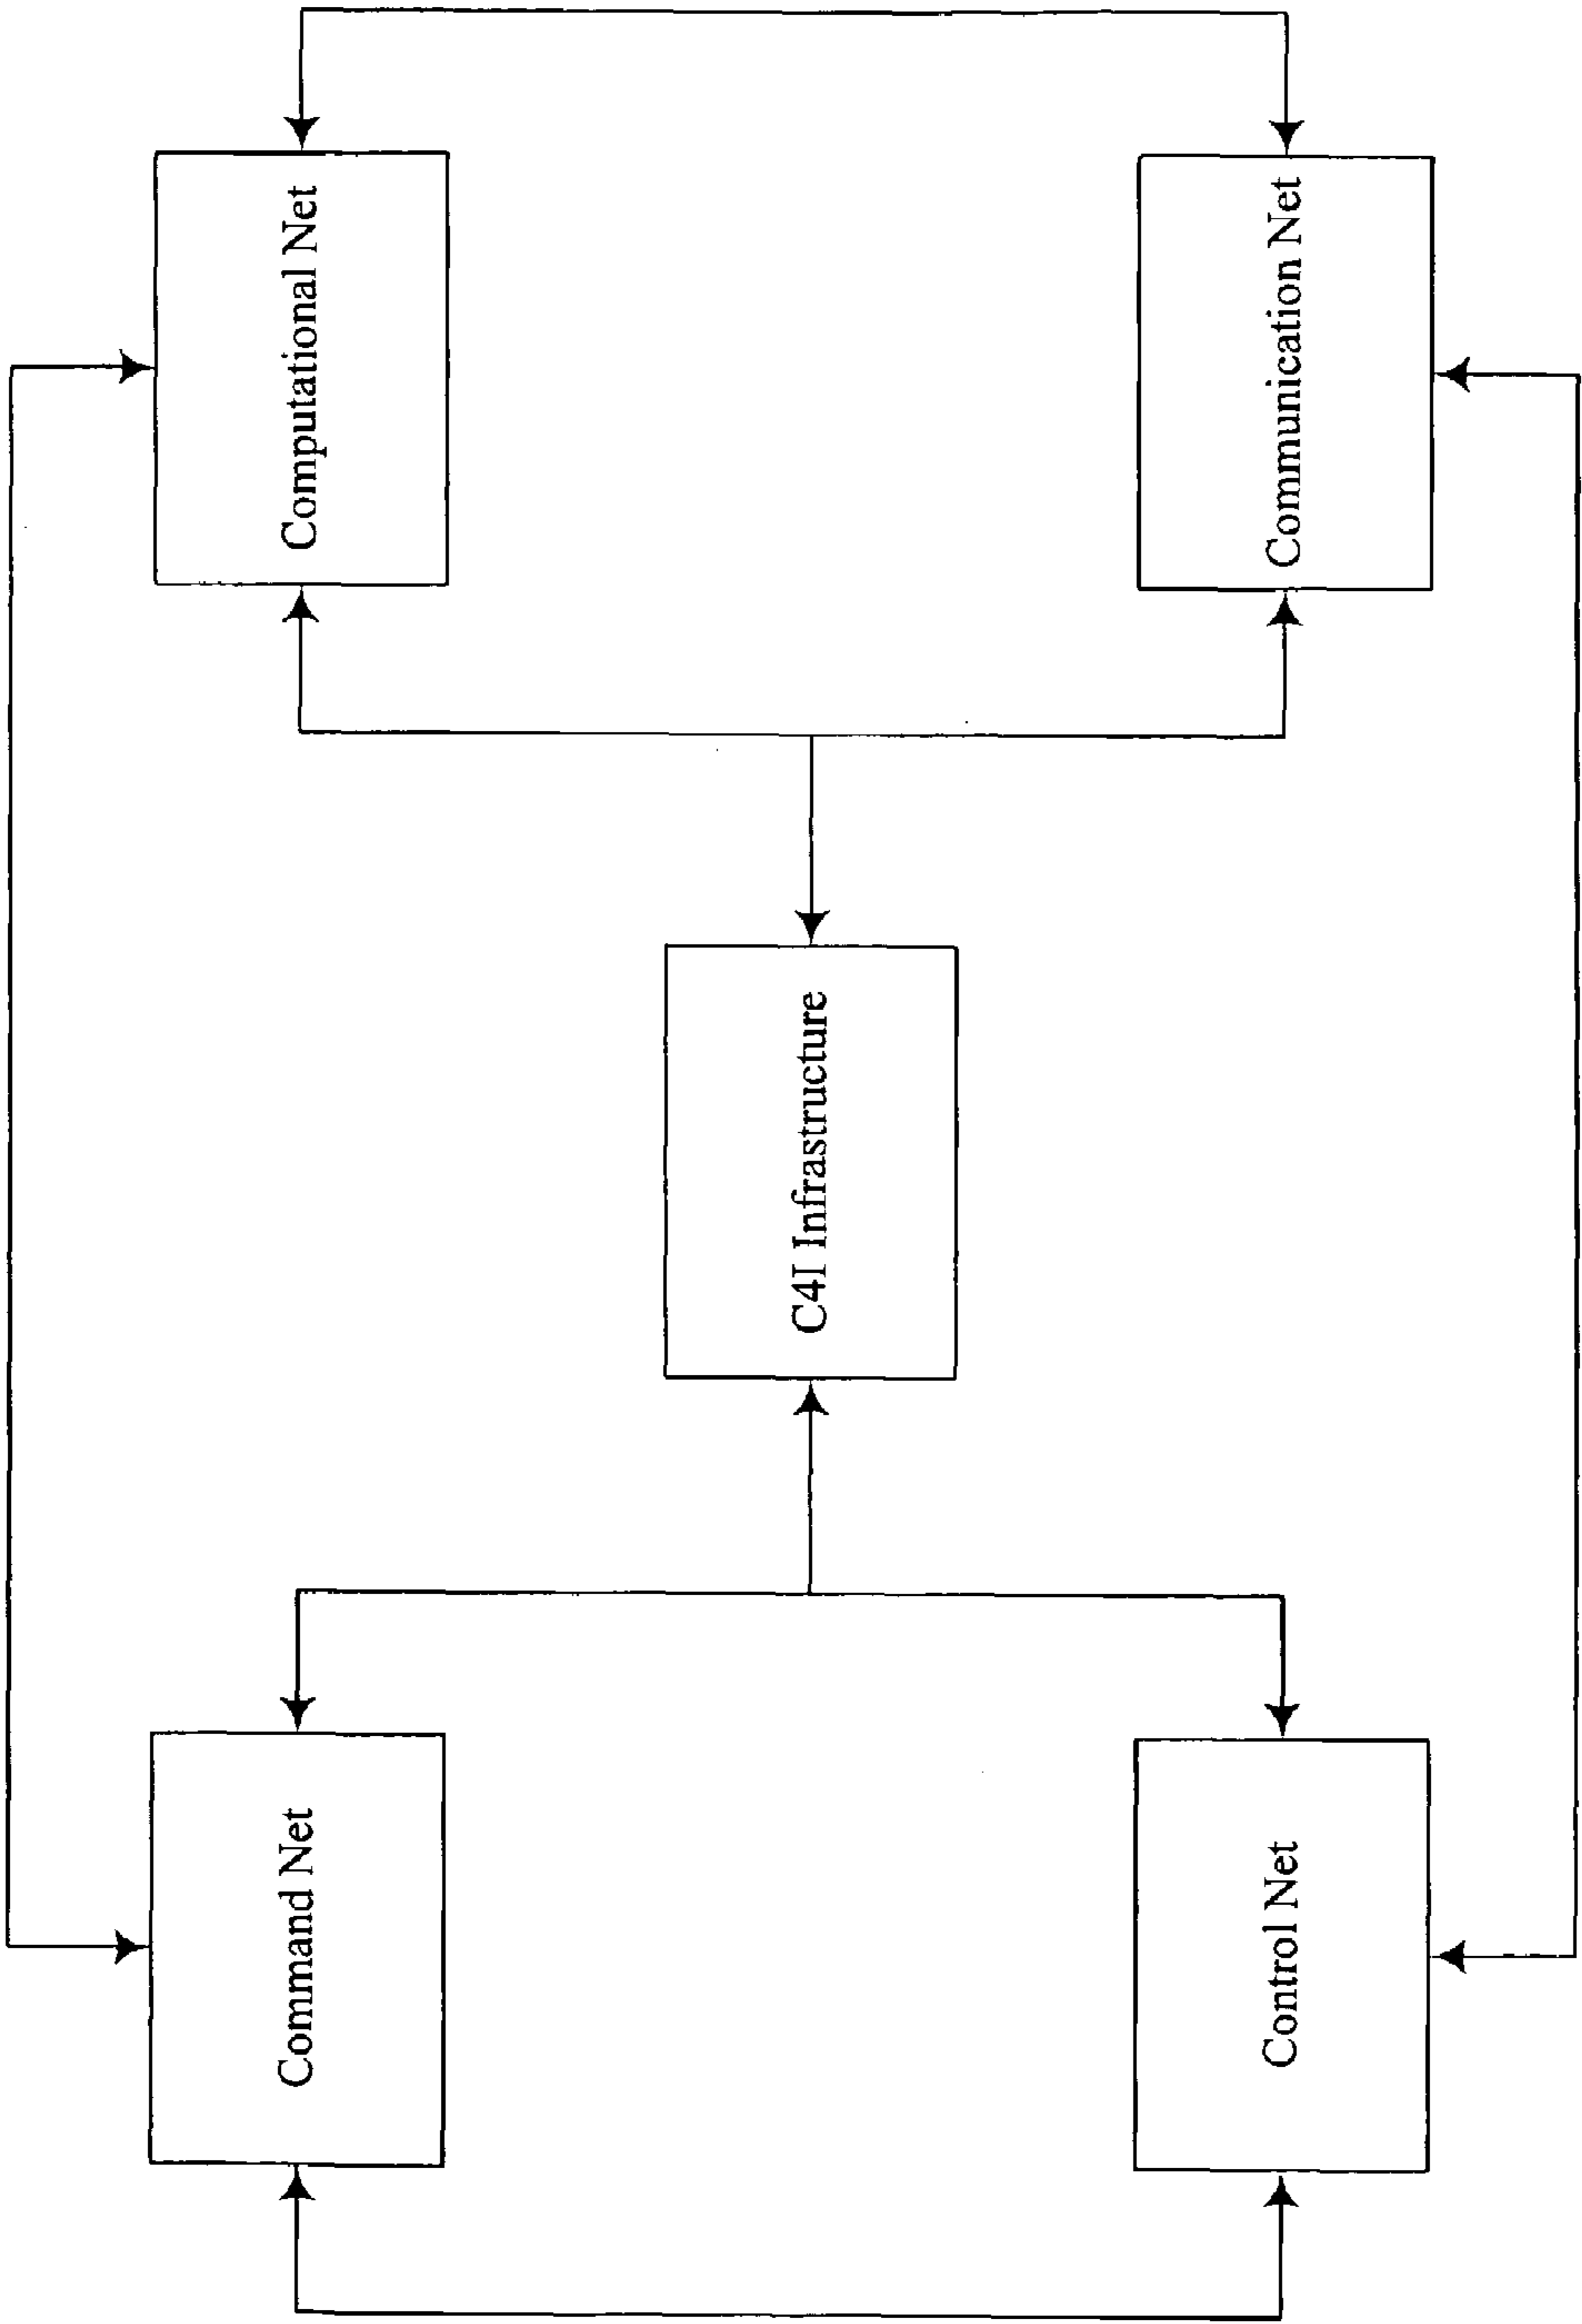 Command Net
Computational Net
C4I Infrastructure
Control Net
Communication Net